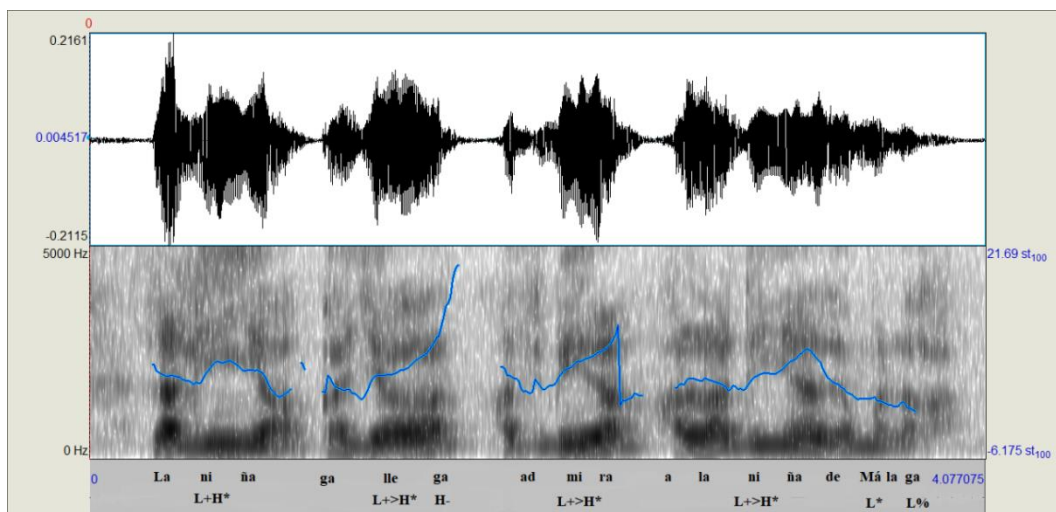 0
0.2161
0.004517
-0.2115
5000 Hz 21.69 st100
0 Hz -6.175 st100
0 La ni ña ga lle ga ad mi ra a la ni ña de Má la ga 4.077075
L+H* L+>H* H- L+>H* L+>H* L* L%